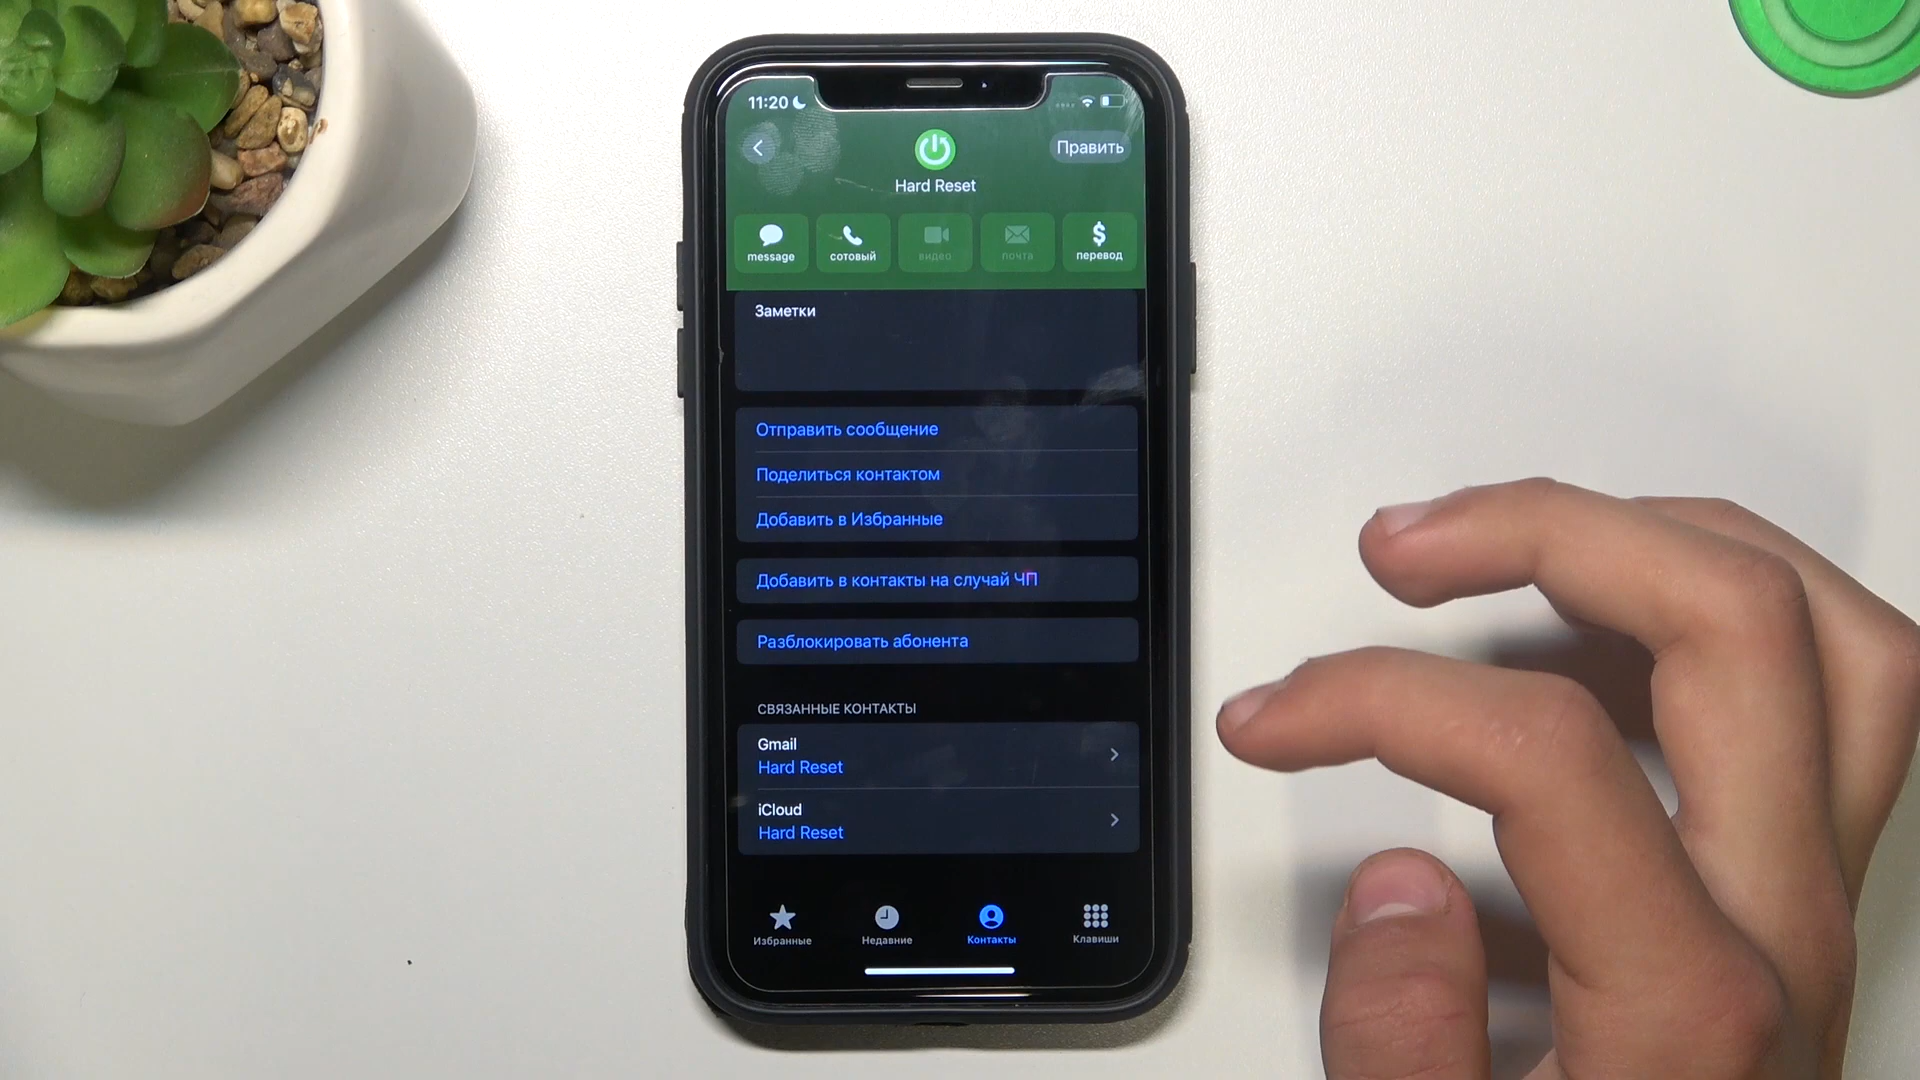 11:20
Править
Hard Reset
message
сотовый
видео
почта
перевод
Заметки
Отправить сообщение
Поделиться контактом
Добавить в Избранные
Добавить в контакты на случай ЧП
Разблокировать абонента
СВЯЗАННЫЕ КОНТАКТЫ
Gmail
Hard Reset
iCloud
Hard Reset
Избранные
Недавние
Контакты
Клавиши